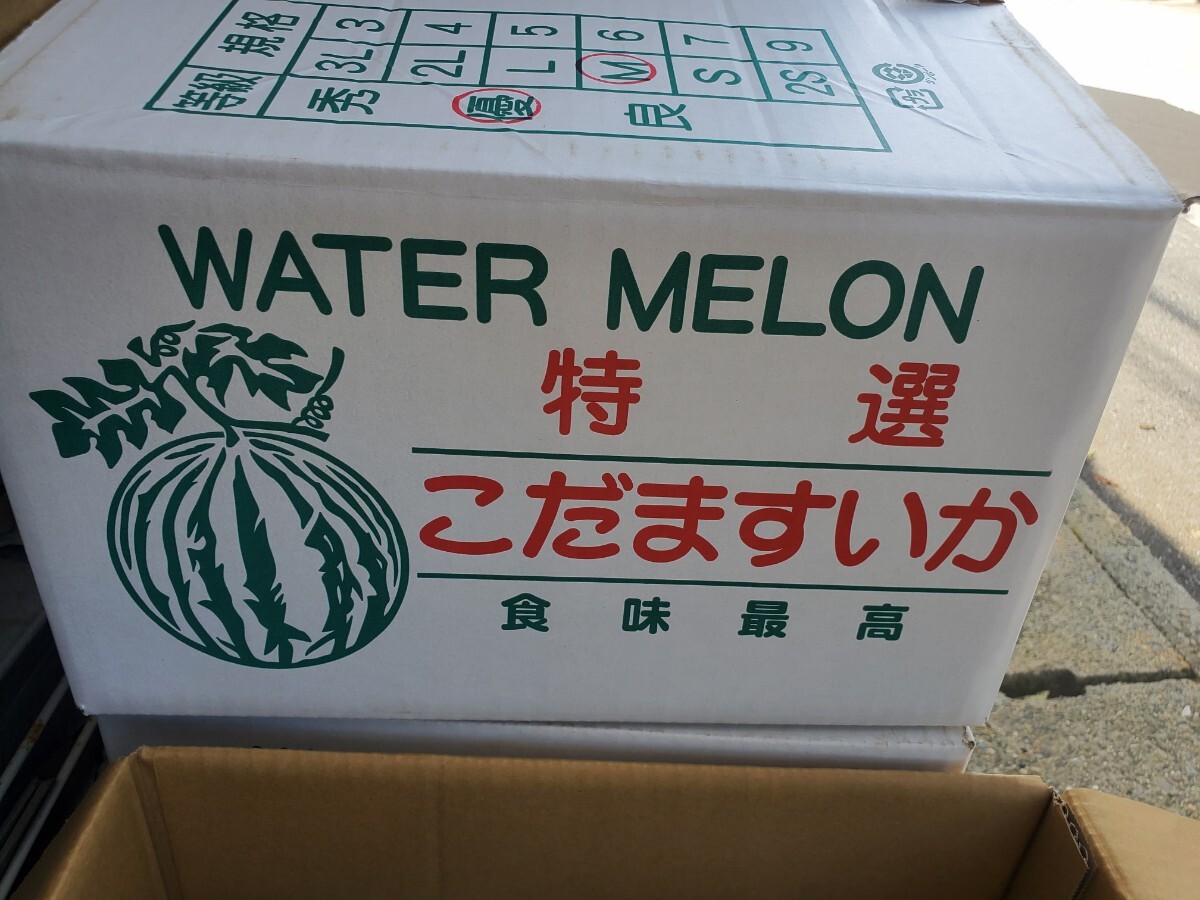 規格 3 4 5 6 7 9
3L 2L L M S 2S
等級 秀 優 良
WATER MELON
特選
こだますいか
食味最高